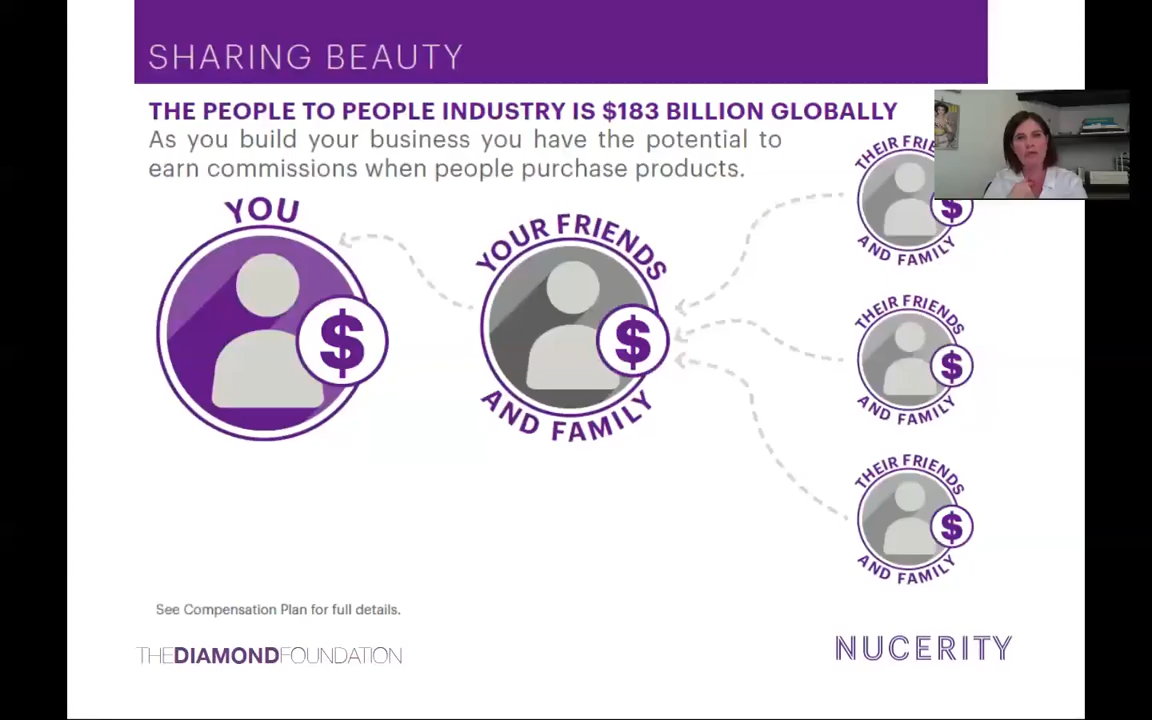 SHARING BEAUTY
THE PEOPLE TO PEOPLE INDUSTRY IS $183 BILLION GLOBALLY
As you build your business you have the potential to
earn commissions when people purchase products.
YOU
$
YOUR FRIENDS
$
AND FAMILY
THEIR
$
AND FAMILY
THEIR FRIENDS
$
AND FAMILY
THEIR FRIENDS
$
AND FAMILY
See Compensation Plan for full details.
THEDIAMONDFOUNDATION
NUCERITY